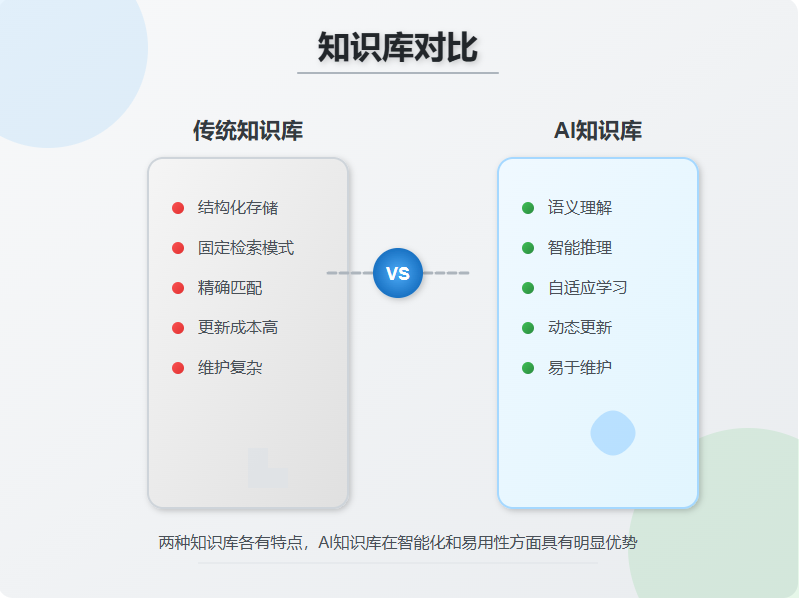 知识库对比
传统知识库
结构化存储
固定检索模式
精确匹配
更新成本高
维护复杂
VS
AI知识库
语义理解
智能推理
自适应学习
动态更新
易于维护
两种知识库各有特点，AI知识库在智能化和易用性方面具有明显优势